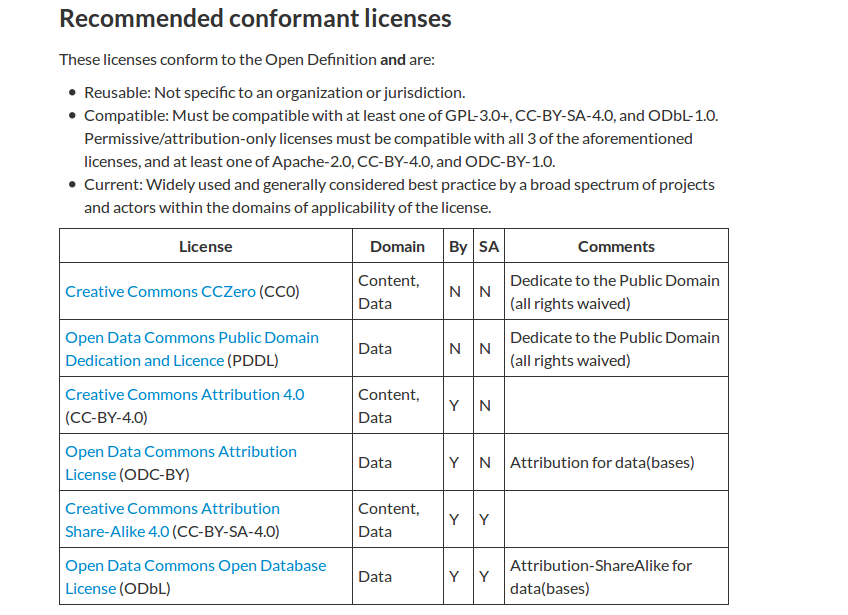 Recommended conformant licenses
These licenses conform to the Open Definition and are:
• Reusable: Not specific to an organization or jurisdiction.
• Compatible: Must be compatible with at least one of GPL-3.0+, CC-BY-SA-4.0, and ODbL-1.0.
Permissive/attribution-only licenses must be compatible with all 3 of the aforementioned
licenses, and at least one of Apache-2.0, CC-BY-4.0, and ODC-BY-1.0.
• Current: Widely used and generally considered best practice by a broad spectrum of projects
and actors within the domains of applicability of the license.
License Domain By SA Comments
Creative Commons CCZero (CC0) Content, Data N N Dedicate to the Public Domain (all rights waived)
Open Data Commons Public Domain Dedication and Licence (PDDL) Data N N Dedicate to the Public Domain (all rights waived)
Creative Commons Attribution 4.0 (CC-BY-4.0) Content, Data Y N
Open Data Commons Attribution License (ODC-BY) Data Y N Attribution for data(bases)
Creative Commons Attribution Share-Alike 4.0 (CC-BY-SA-4.0) Content, Data Y Y
Open Data Commons Open Database License (ODbL) Data Y Y Attribution-ShareAlike for data(bases)